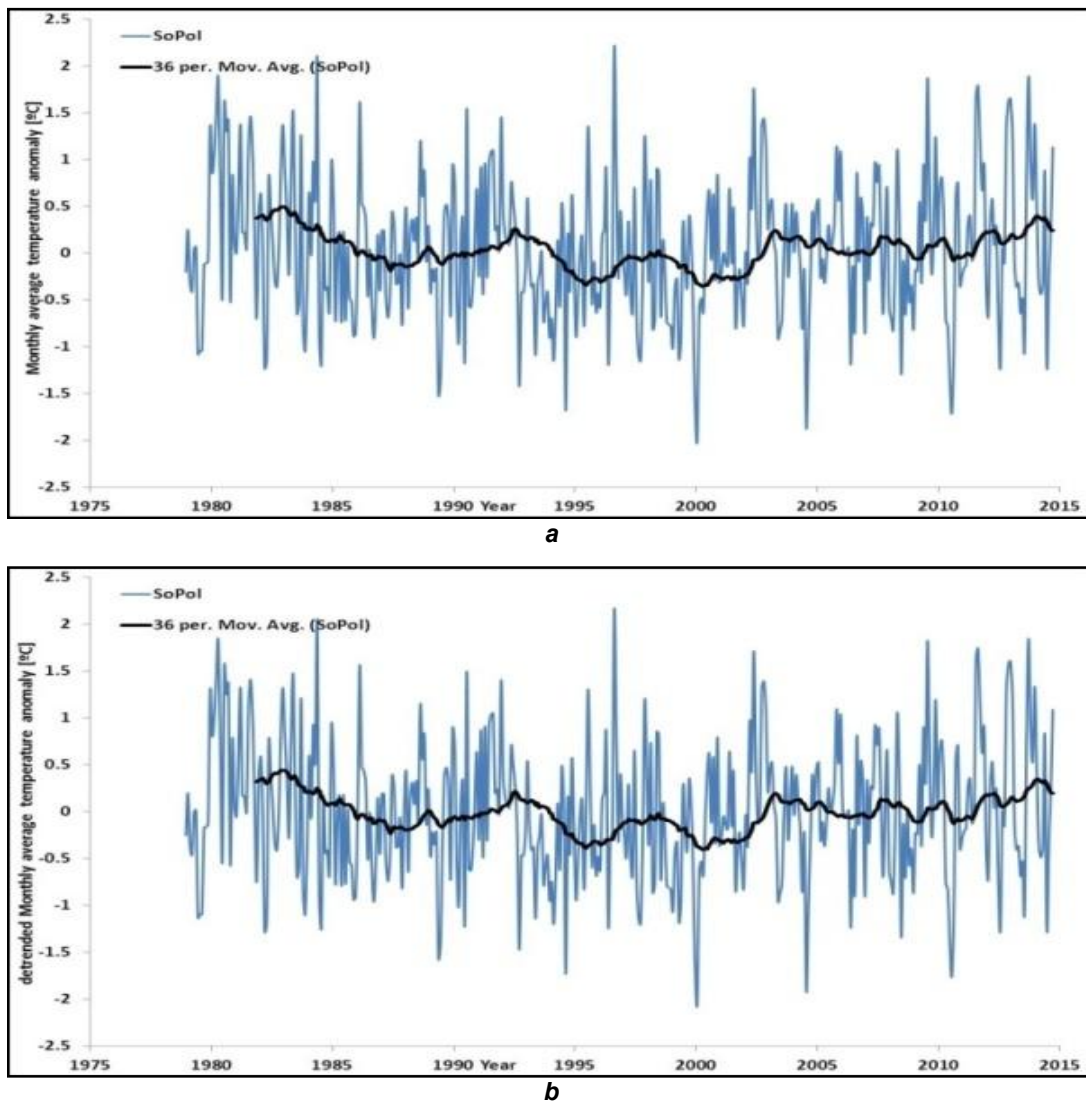 2.5
SoPol
2
36 per. Mov. Avg. (SoPol)
1.5
1
0.5
0
-0.5
-1
-1.5
-2
-2.5
Monthly average temperature anomaly [ºC]
1975 1980 1985 1990 Year 1995 2000 2005 2010 2015
a
2.5
SoPol
2
36 per. Mov. Avg. (SoPol)
1.5
1
0.5
0
-0.5
-1
-1.5
-2
-2.5
detrended Monthly average temperature anomaly [ºC]
1975 1980 1985 1990 Year 1995 2000 2005 2010 2015
b